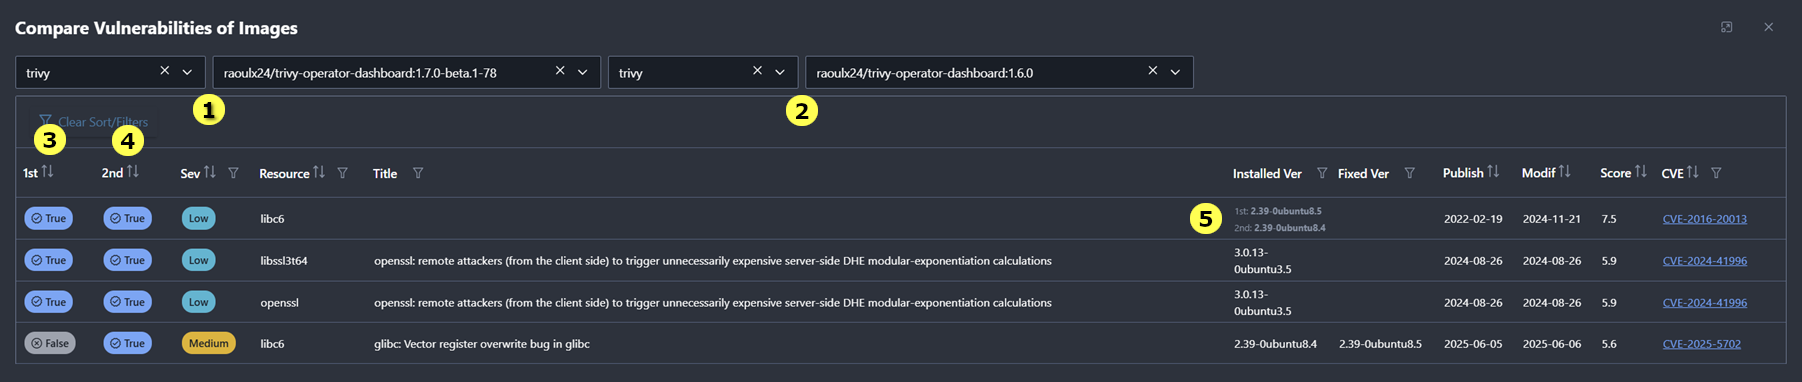 Compare Vulnerabilities of Images
trivy raoulx24/trivy-operator-dashboard:1.7.0-beta.1-78 trivy raoulx24/trivy-operator-dashboard:1.6.0
1 2
Clear Sort/Filters
3 4
1st 2nd Sev Resource Title Installed Ver Fixed Ver Publish Modif Score CVE
True True Low libc6 5 1st: 2.39-0ubuntu8.5 2022-02-19 2024-11-21 7.5 CVE-2016-20013
2nd: 2.39-0ubuntu8.4
True True Low libssl3t64 openssl: remote attackers (from the client side) to trigger unnecessarily expensive server-side DHE modular-exponentiation calculations 3.0.13- 2024-08-26 2024-08-26 5.9 CVE-2024-41996
0ubuntu3.5
True True Low openssl openssl: remote attackers (from the client side) to trigger unnecessarily expensive server-side DHE modular-exponentiation calculations 3.0.13- 2024-08-26 2024-08-26 5.9 CVE-2024-41996
0ubuntu3.5
False True Medium libc6 glibc: Vector register overwrite bug in glibc 2.39-0ubuntu8.4 2.39-0ubuntu8.5 2025-06-05 2025-06-06 5.6 CVE-2025-5702